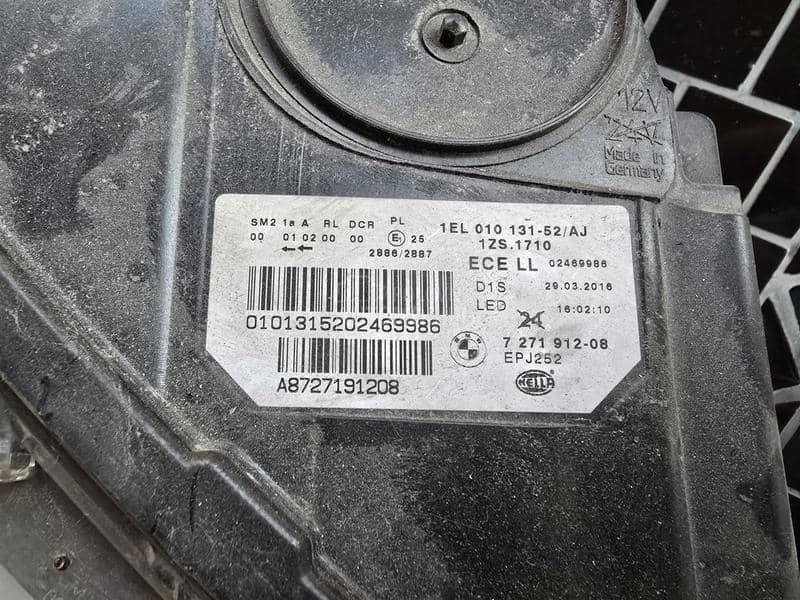 12V
24V
Made in
Germany
SM2 1a A RL DCR PL
00 01 02 00 00 E1 25
2886/2887
1EL 010 131-52/AJ
1ZS.1710
ECE LL 02469986
D1S 29.03.2016
LED 16:02:10
24
0101315202469986
7 271 912-08
EPJ252
A8727191208
HELLA